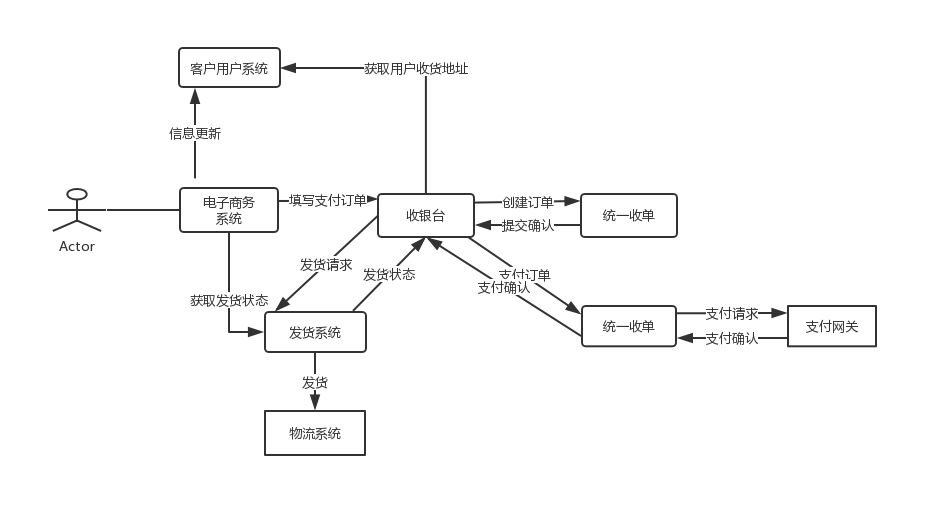 客户用户系统
获取用户收货地址
信息更新
电子商务
系统
填写支付订单
收银台
创建订单
提交确认
统一收单
Actor
发货请求
发货状态
支付订单
支付确认
获取发货状态
发货系统
统一收单
支付请求
支付确认
支付网关
发货
物流系统